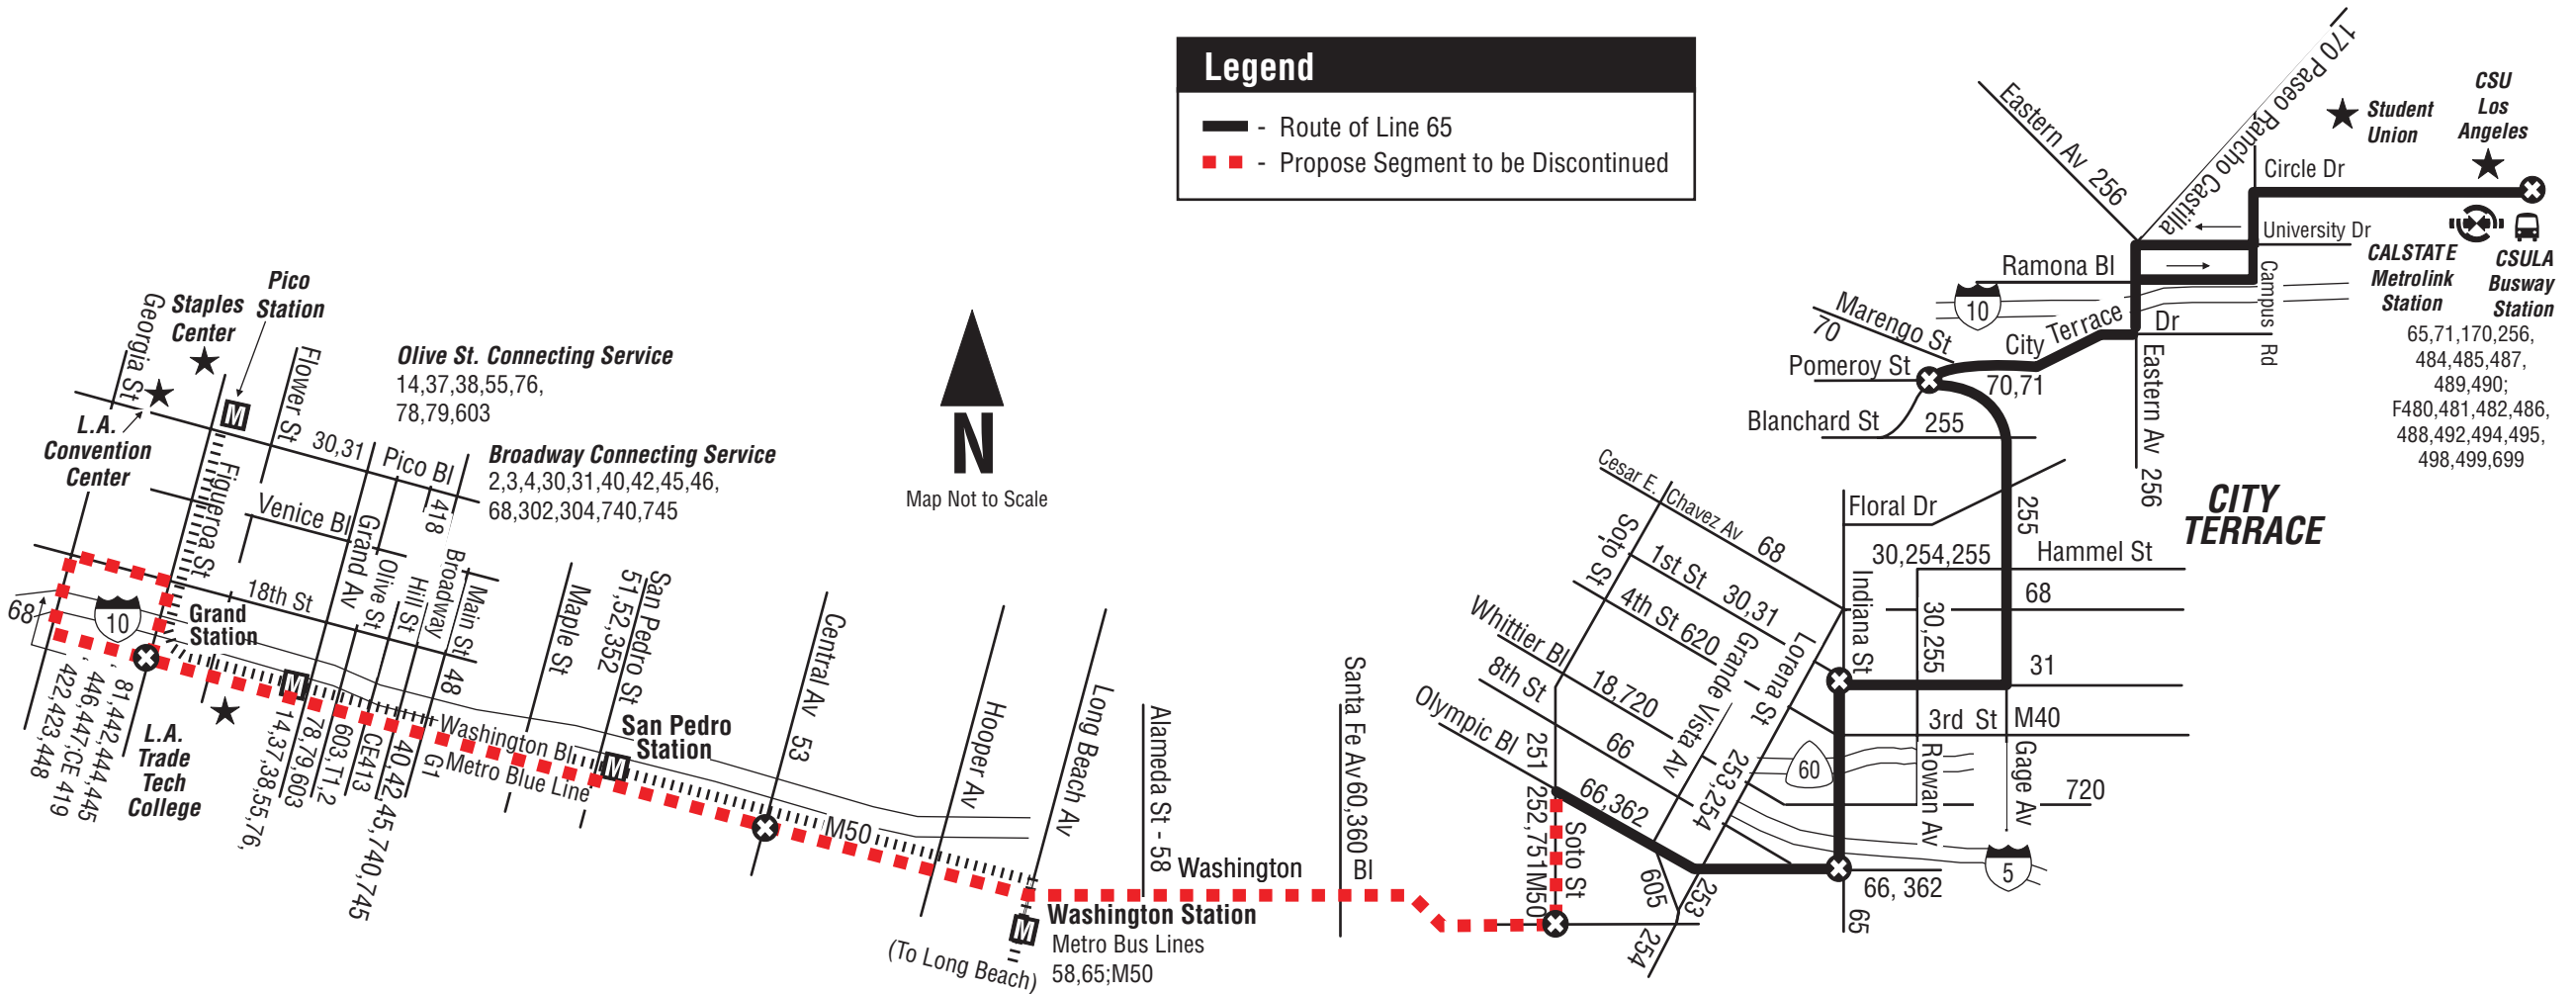 Legend
- Route of Line 65
- Propose Segment to be Discontinued
Pico
Station
Staples
Center
Georgia St
L.A.
Convention
Center
Flower St
Figueroa St
30,31
Pico Bl
Venice Bl
418
Grand Av
Olive St
Hill St
Broadway
Main St
18th St
48
68
10
Grand
Station
Olive St. Connecting Service
14,37,38,55,76,
78,79,603
Broadway Connecting Service
2,3,4,30,31,40,42,45,46,
68,302,304,740,745
N
Map Not to Scale
422,423,448
, 446,447;CE 419
, 81,442,444,445
L.A.
Trade
Tech
College
14,37,38,55,76,
78,79,603
603,T1,2
CE413
40,42,45,740,745
G1
Washington Bl
Metro Blue Line
Maple St
51,52,352
San Pedro St
San Pedro
Station
Central Av 53
M50
Hooper Av
Long Beach Av
(To Long Beach)
Washington Station
Metro Bus Lines
58,65;M50
Alameda St - 58
Washington
Bl
Santa Fe Av 60,360
Cesar E. Chavez Av 68
Soto St
1st St 30,31
4th St 620
Whittier Bl
18,720
8th St
66
Olympic Bl
66,362
Grande Vista Av
Lorena St
253,254
251
252,751M50
Soto St
605
253
254
Indiana St
65
66, 362
60
5
720
Rowan Av
Gage Av
3rd St
M40
31
30,255
68
30,254,255
Hammel St
Floral Dr
255
CITY
TERRACE
Blanchard St
255
Pomeroy St
Marengo St
70
70,71
City Terrace Dr
10
Ramona Bl
Eastern Av 256
170 Paseo Rancho Castilla
Eastern Av 256
Campus Rd
University Dr
Circle Dr
Student
Union
CSU
Los
Angeles
CALSTATE
Metrolink
Station
CSULA
Busway
Station
65,71,170,256,
484,485,487,
489,490;
F480,481,482,486,
488,492,494,495,
498,499,699
M
M
M
M